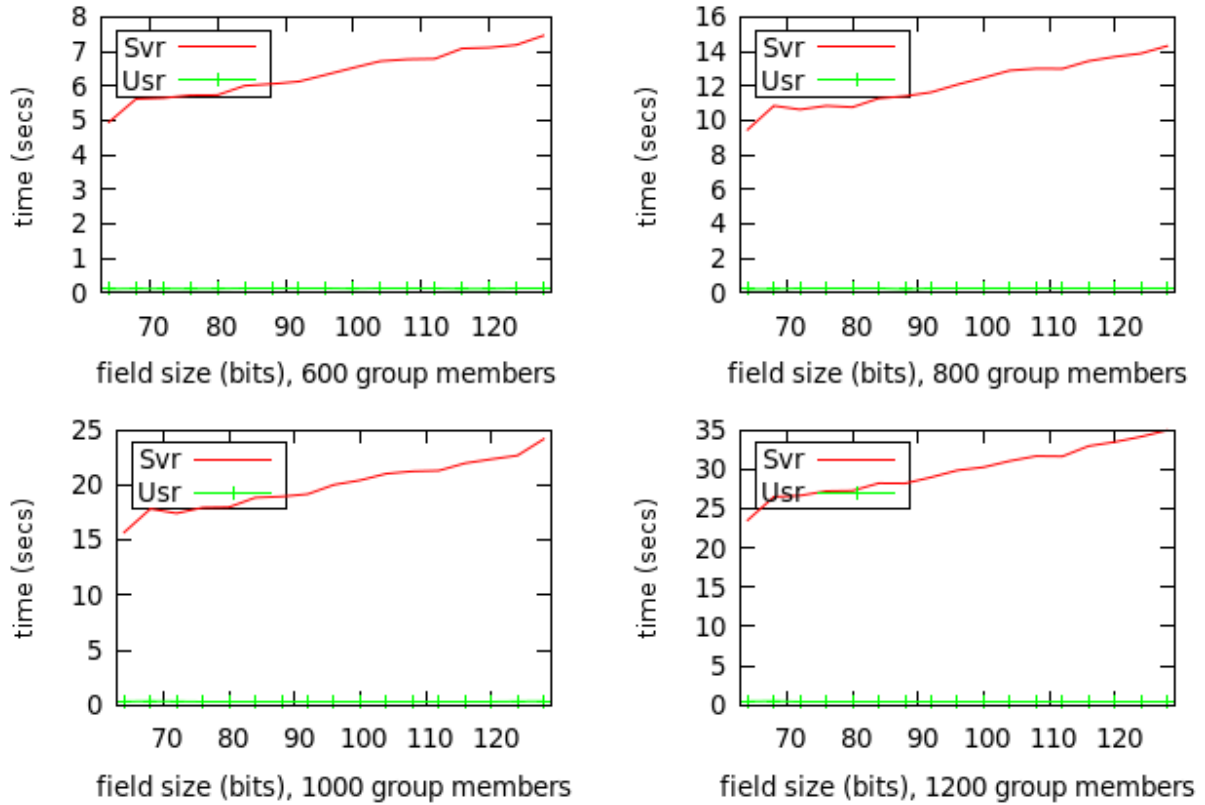 8
7
6
5
4
3
2
1
0
time (secs)
Svr
Usr
70 80 90 100 110 120
field size (bits), 600 group members
16
14
12
10
8
6
4
2
0
time (secs)
Svr
Usr
70 80 90 100 110 120
field size (bits), 800 group members
25
20
15
10
5
0
time (secs)
Svr
Usr
70 80 90 100 110 120
field size (bits), 1000 group members
35
30
25
20
15
10
5
0
time (secs)
Svr
Usr
70 80 90 100 110 120
field size (bits), 1200 group members